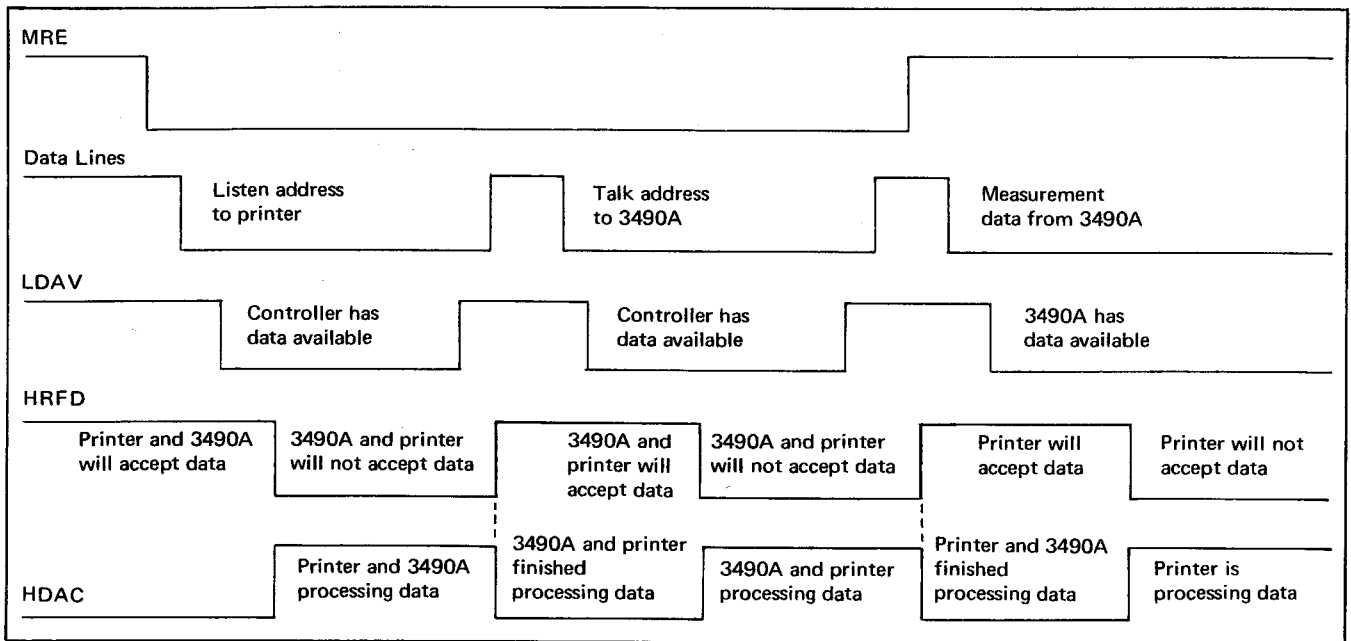 MRE
Data Lines
Listen address
to printer
Talk address
to 3490A
Measurement
data from 3490A
LDAV
Controller has
data available
Controller has
data available
3490A has
data available
HRFD
Printer and 3490A
will accept data
3490A and printer
will not accept data
3490A and
printer will
accept data
3490A and printer
will not accept data
Printer will
accept data
Printer will not
accept data
HDAC
Printer and 3490A
processing data
3490A and printer
finished
processing data
3490A and printer
processing data
Printer and 3490A
finished
processing data
Printer is
processing data